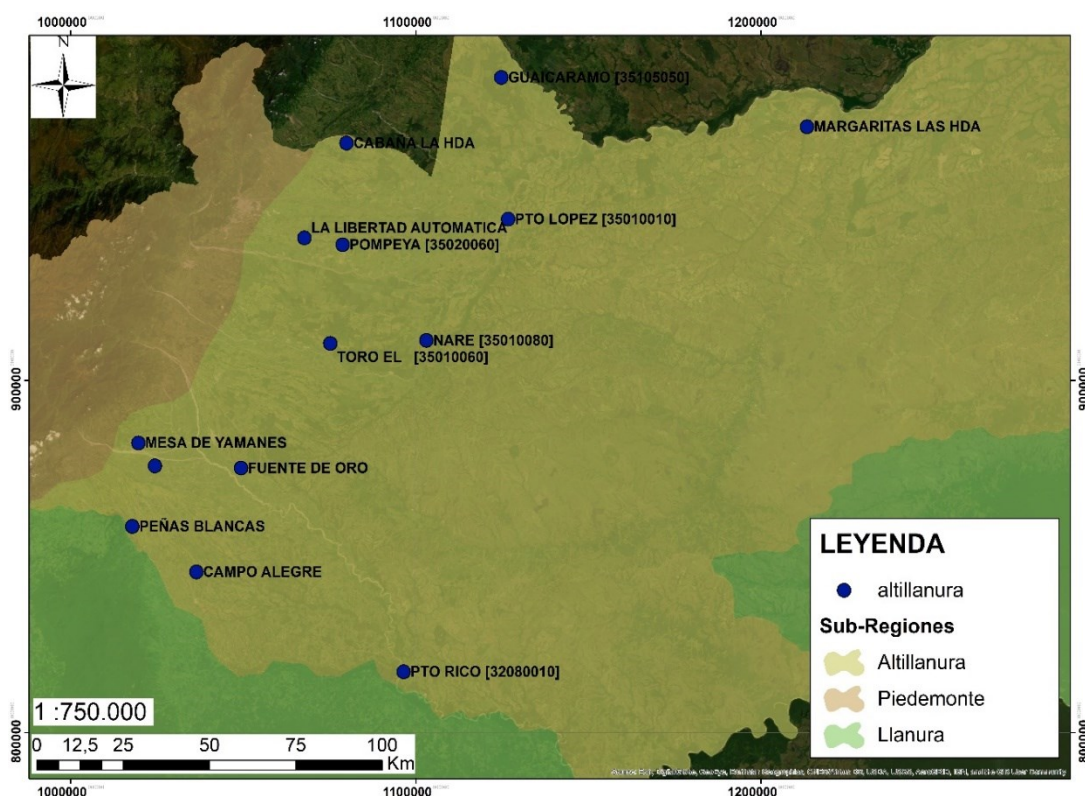 1000000 1100000 1200000
N
GUAICARAMO [35105050]
MARGARITAS LAS HDA
CABAÑA LA HDA
PTO LOPEZ [35010010]
LA LIBERTAD AUTOMATICA
POMPEYA [35020060]
NARE [35010080]
TORO EL [35010060]
900000 900000
MESA DE YAMANES
FUENTE DE ORO
PEÑAS BLANCAS
CAMPO ALEGRE
PTO RICO [32080010]
LEYENDA
altillanura
Sub-Regiones
Altillanura
Piedemonte
Llanura
1 :750.000
0 12,5 25 50 75 100
Km
800000 800000
1000000 1100000 1200000